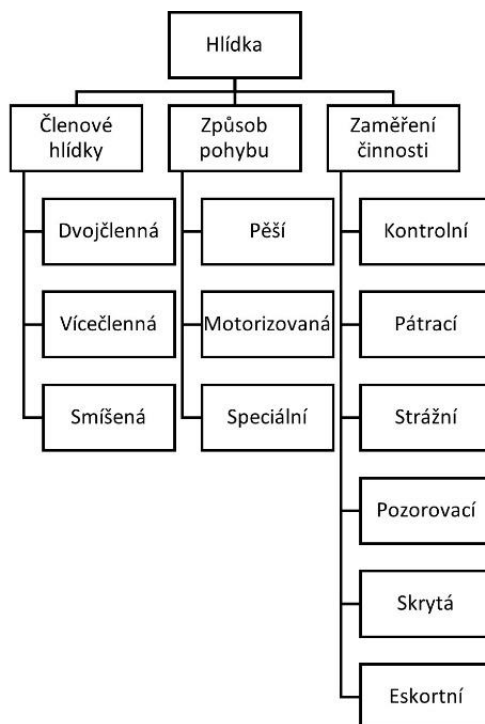 Hlídka
Členové
hlídky
Způsob
pohybu
Zaměření
činnosti
Dvojčlenná
Pěší
Kontrolní
Vícečlenná
Motorizovaná
Pátrací
Smíšená
Speciální
Strážní
Pozorovací
Skrytá
Eskortní